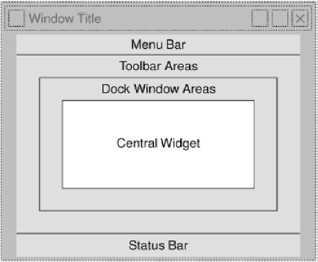 Window Title
Menu Bar
Toolbar Areas
Dock Window Areas
Central Widget
Status Bar